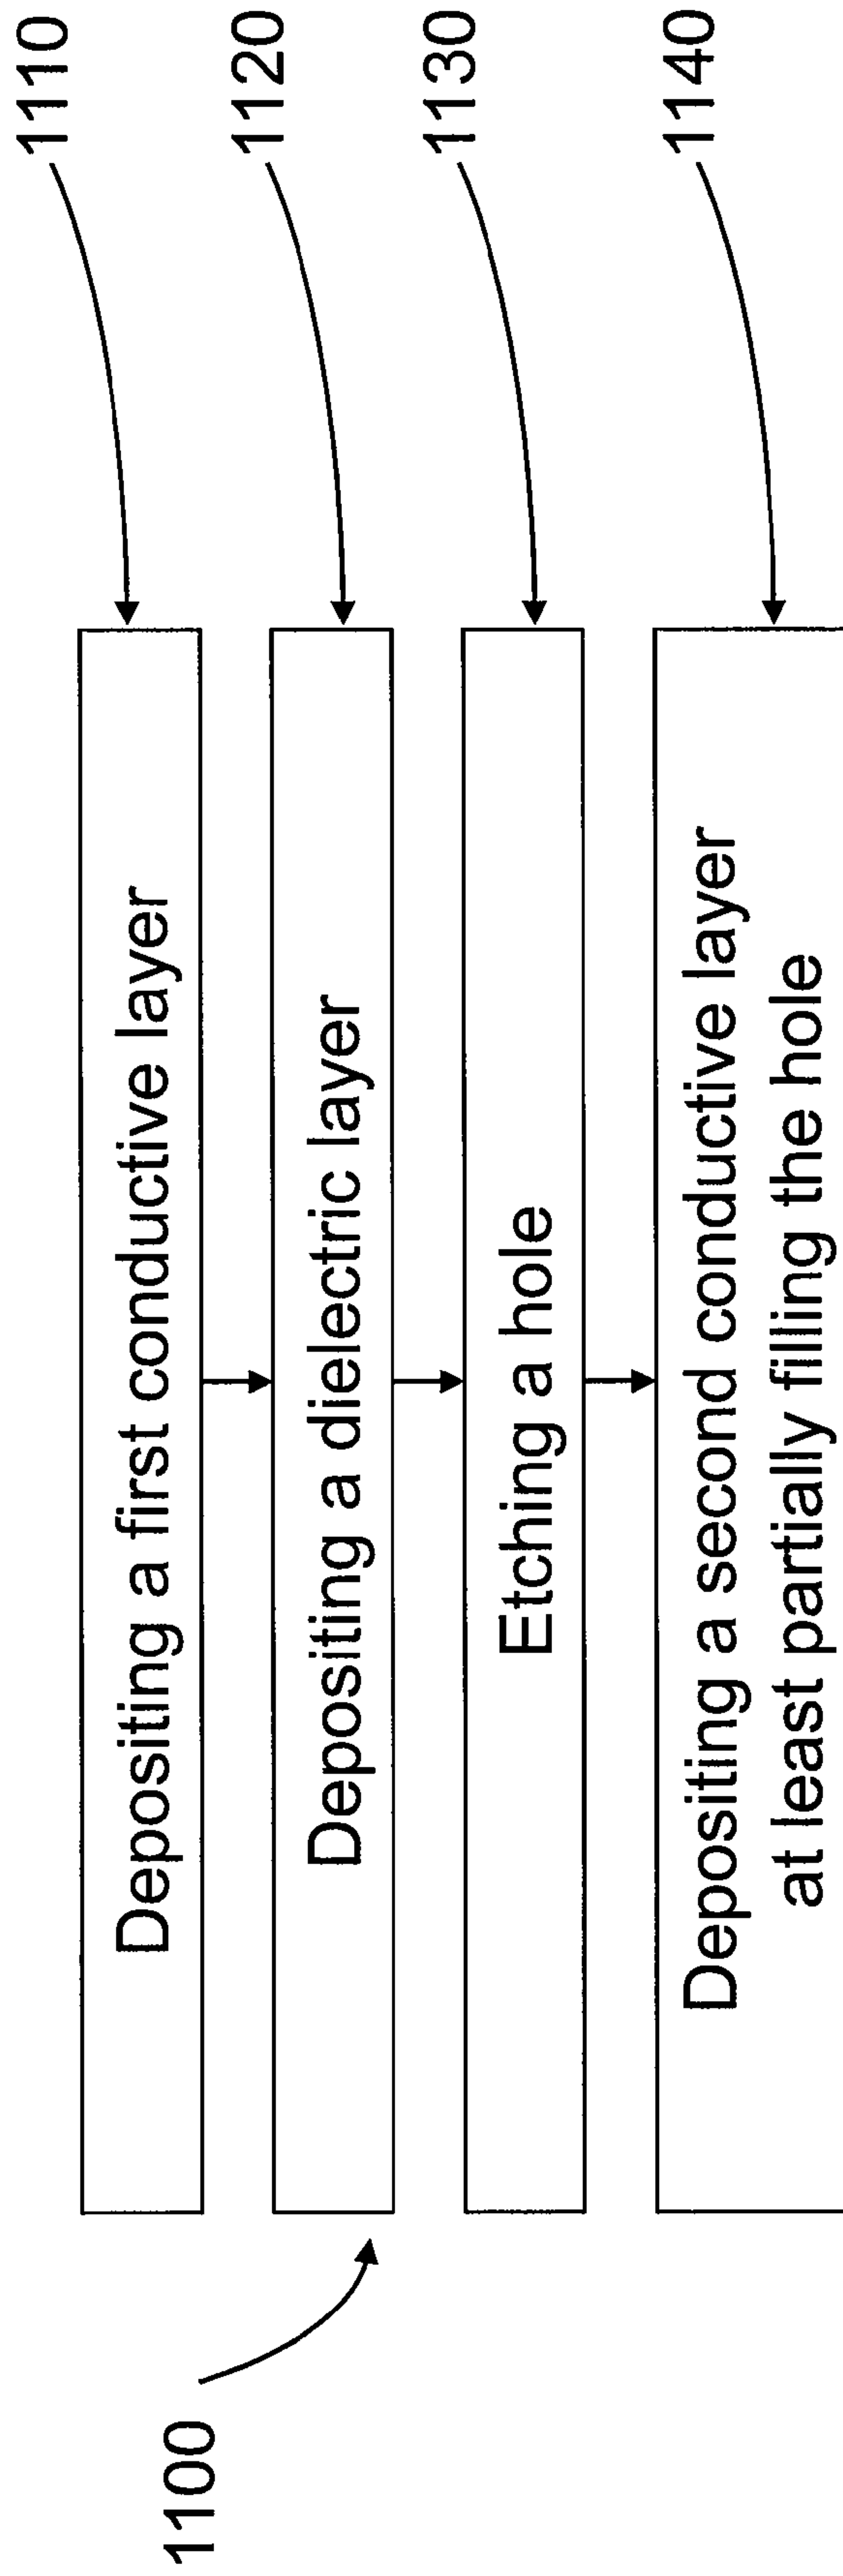 1100
Depositing a first conductive layer
1110
Depositing a dielectric layer
1120
Etching a hole
1130
Depositing a second conductive layer
at least partially filling the hole
1140